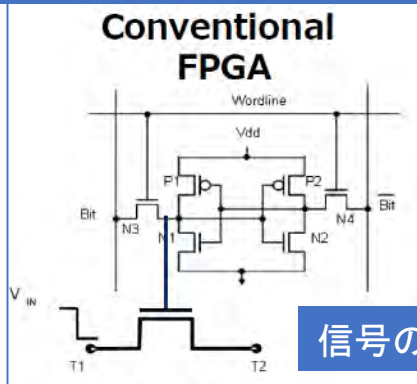 Conventional
FPGA
Wordline
Vdd
P1
P2
Bit
Bit
N3
N1
N2
N4
V IN
T1
T2
信号の